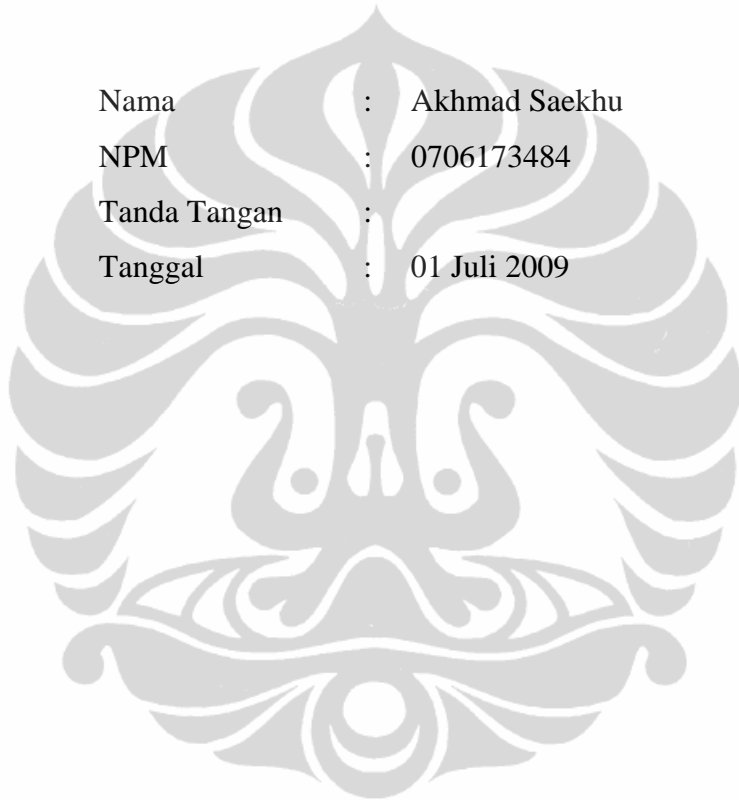 Nama : Akhmad Saekhu
NPM : 0706173484
Tanda Tangan :
Tanggal : 01 Juli 2009